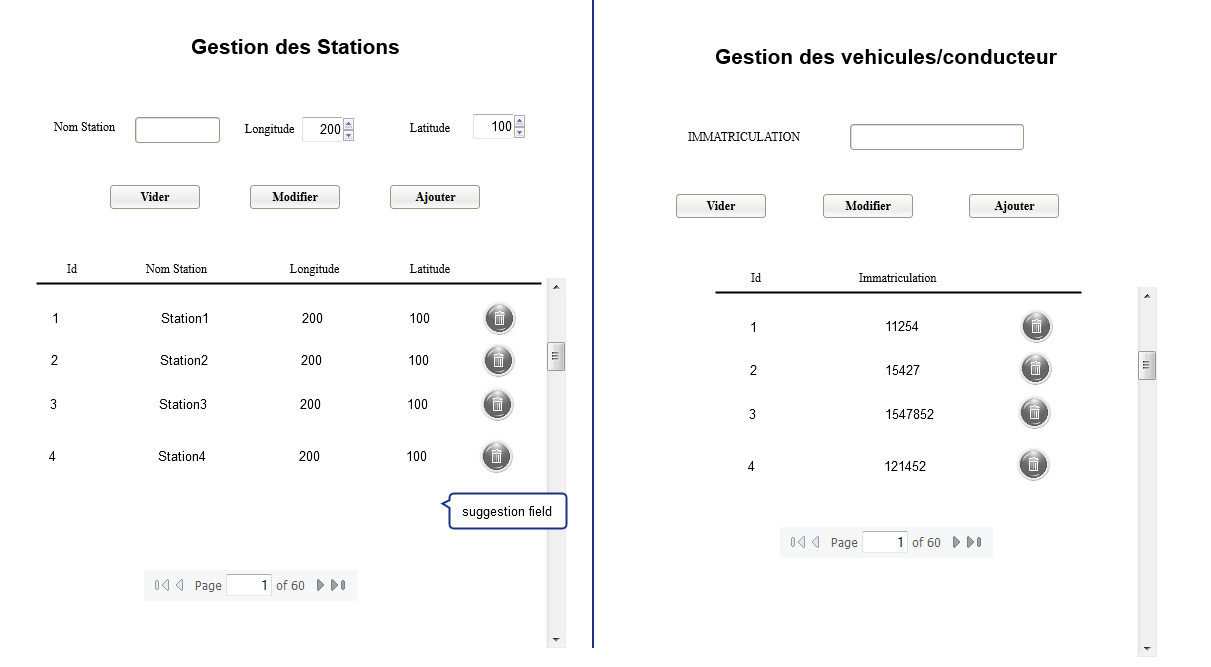 Gestion des Stations
Nom Station
Longitude 200
Latitude 100
Vider Modifier Ajouter
Id Nom Station Longitude Latitude
1 Station1 200 100
2 Station2 200 100
3 Station3 200 100
4 Station4 200 100
suggestion field
Page 1 of 60
Gestion des vehicules/conducteur
IMMATRICULATION
Vider Modifier Ajouter
Id Immatriculation
1 11254
2 15427
3 1547852
4 121452
Page 1 of 60